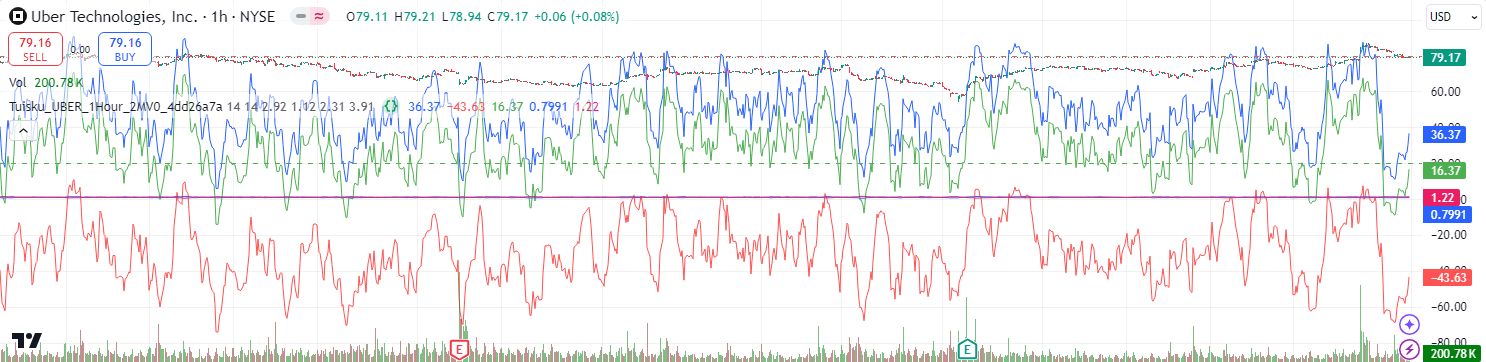 Uber Technologies, Inc. · 1h · NYSE O79.11 H79.21 L78.94 C79.17 +0.06 (+0.08%) USD
79.16 SELL 0.00 79.16 BUY
79.17
Vol 200.78K
60.00
Tuisku_UBER_1Hour_2MV0_4dd26a7a 14 14 2.92 1.12 2.31 3.91 {} 36.37 −43.63 16.37 0.7991 1.22
36.37
16.37
1.22
0.7991
−20.00
−43.63
−60.00
E E
−80.00
200.78K